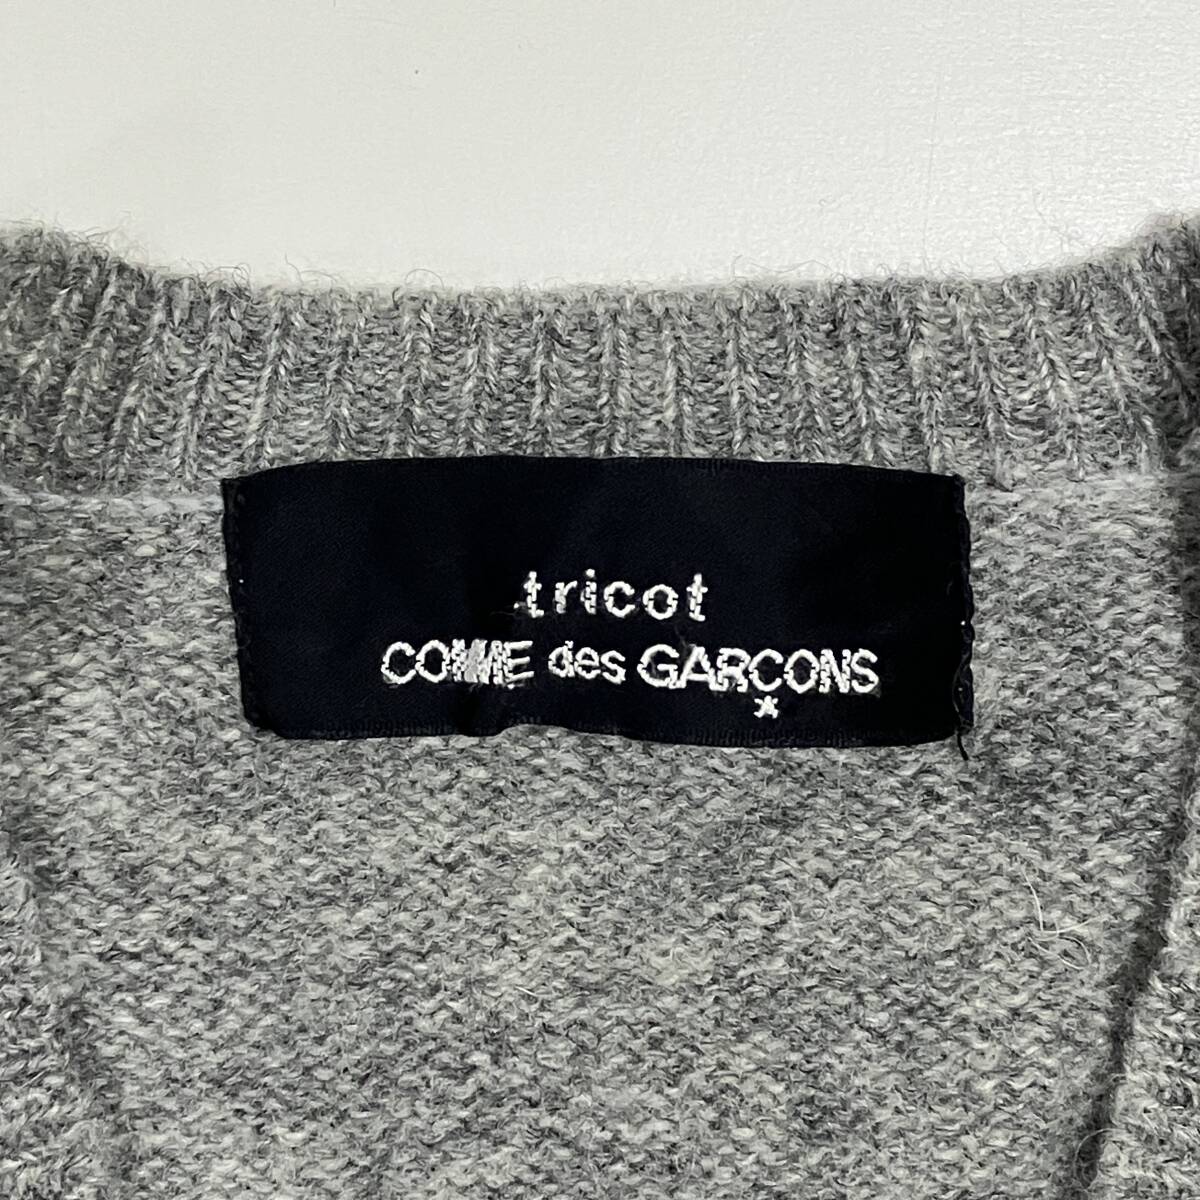 tricot
COMME des GARCONS
*